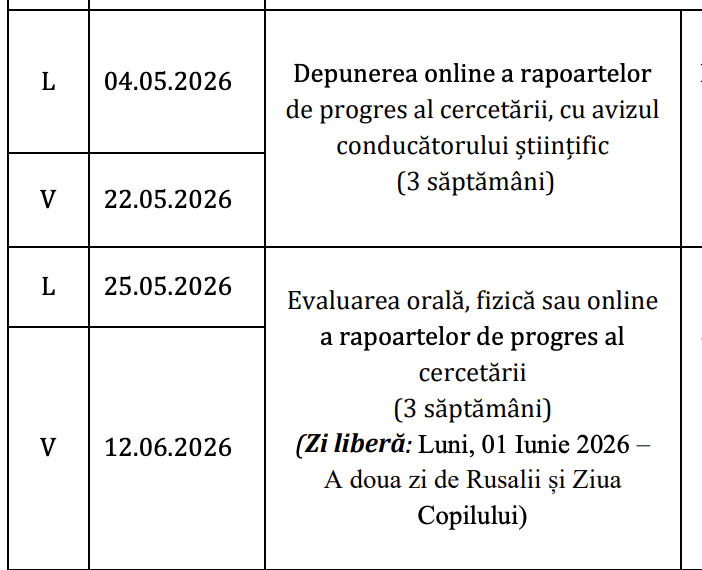 L
04.05.2026
Depunerea online a rapoartelor
de progres al cercetării, cu avizul
conducătorului științific
(3 săptămâni)
V
22.05.2026
L
25.05.2026
Evaluarea orală, fizică sau online
a rapoartelor de progres al
cercetării
(3 săptămâni)
(Zi liberă: Luni, 01 Iunie 2026 –
A doua zi de Rusalii și Ziua
Copilului)
V
12.06.2026